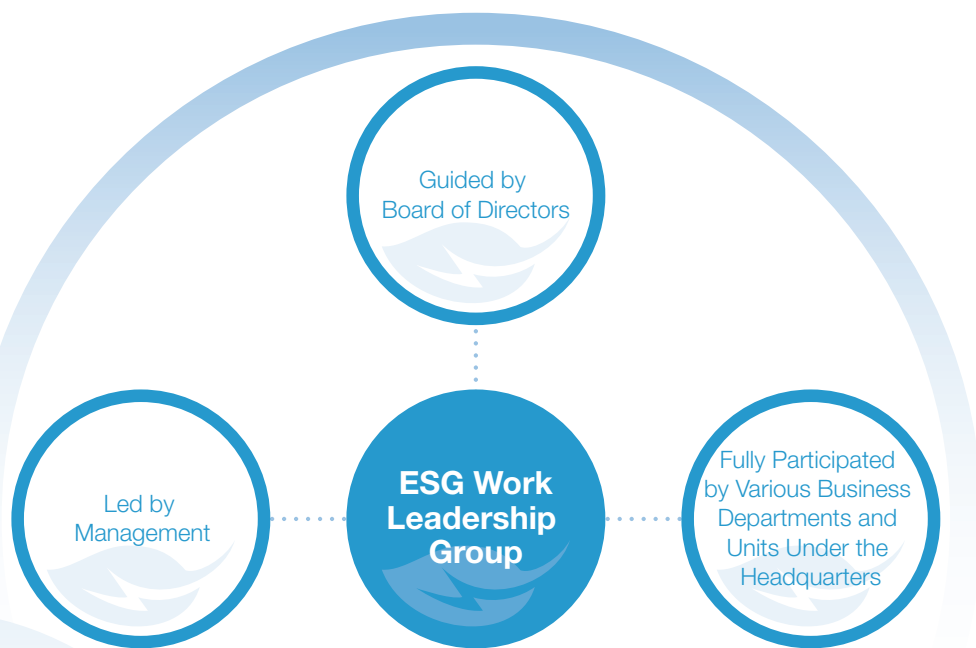 Guided by
Board of Directors
Led by
Management
ESG Work
Leadership
Group
Fully Participated
by Various Business
Departments and
Units Under the
Headquarters